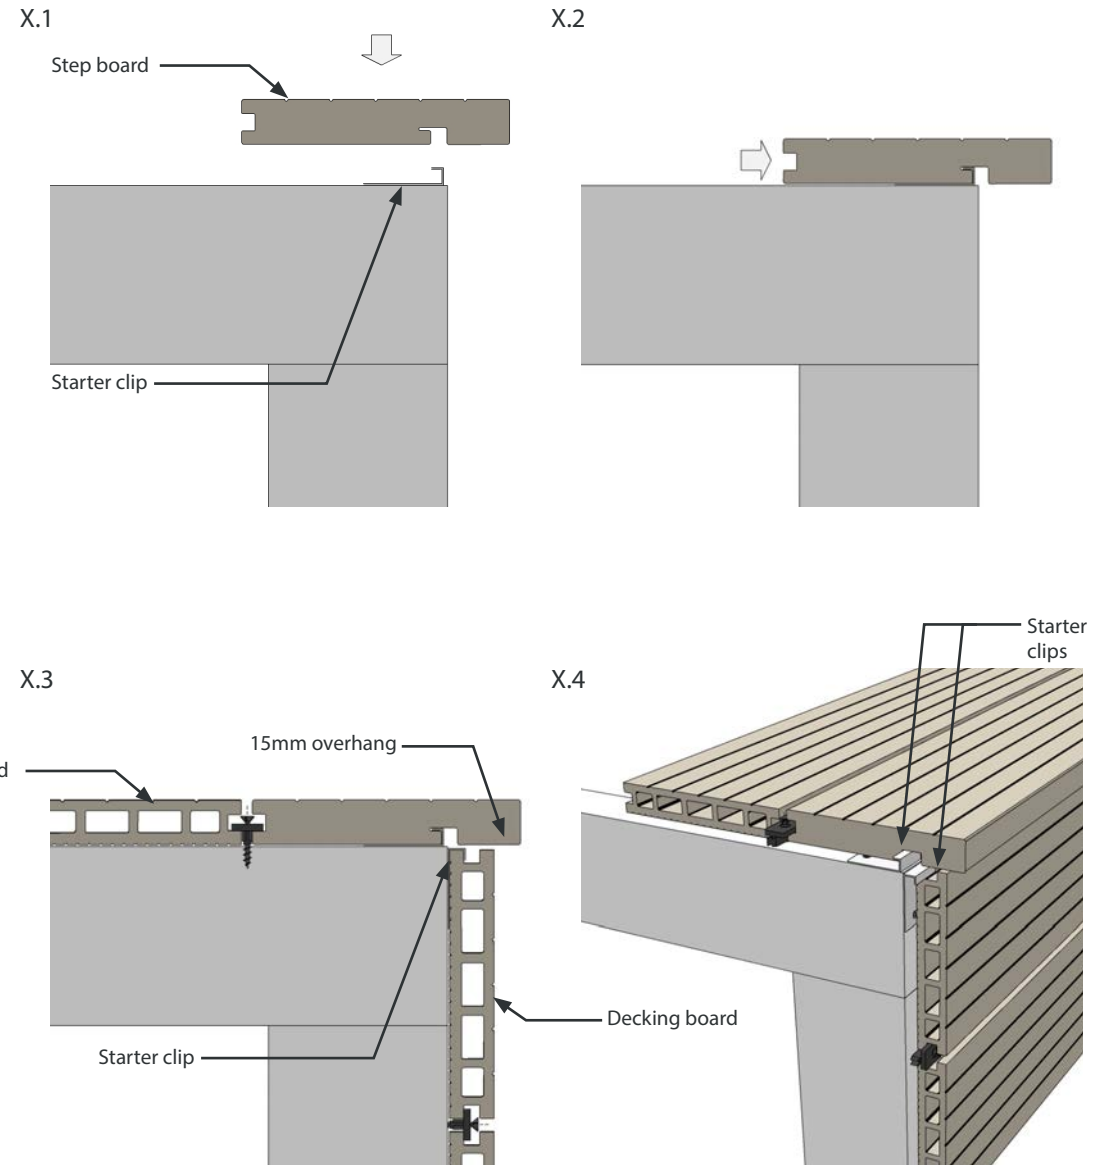 X.1
X.2
Step board
Starter clip
Starter
clips
X.3
X.4
15mm overhang
Decking board
Starter clip